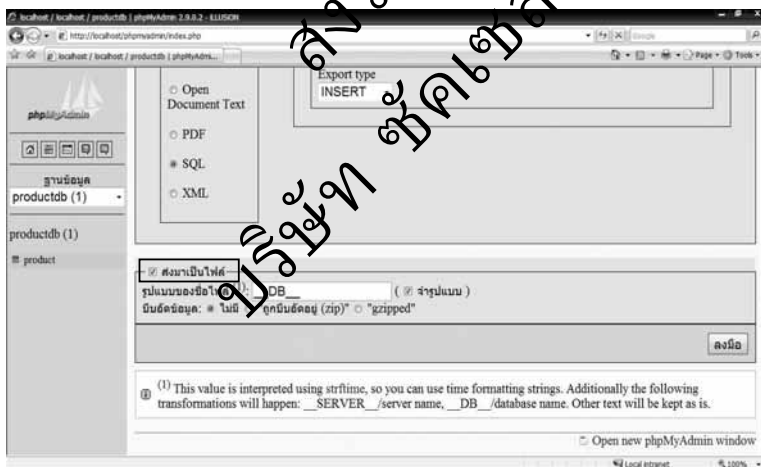 localhost / localhost / productdb | phpMyAdmin 2.9.0.2 - ILLUSION
http://localhost/phpmyadmin/index.php
localhost / localhost / productdb | phpMyAdmi...
Page
Tools
phpMyAdmin
ฐานข้อมูล
productdb (1)
productdb (1)
product
Open Document Text
PDF
SQL
XML
Export type
INSERT
ส่งมาเป็นไฟล์
รูปแบบของชื่อไฟล์ (1): __DB__ ( จำรูปแบบ )
บีบอัดข้อมูล: ไม่มี "ถูกบีบอัดอยู่ (zip)" "gzipped"
ลงมือ
(1) This value is interpreted using strftime, so you can use time formatting strings. Additionally the following
transformations will happen: __SERVER__/server name, __DB__/database name. Other text will be kept as is.
Open new phpMyAdmin window
Local intranet
100%
บริษัท ซัคเซส